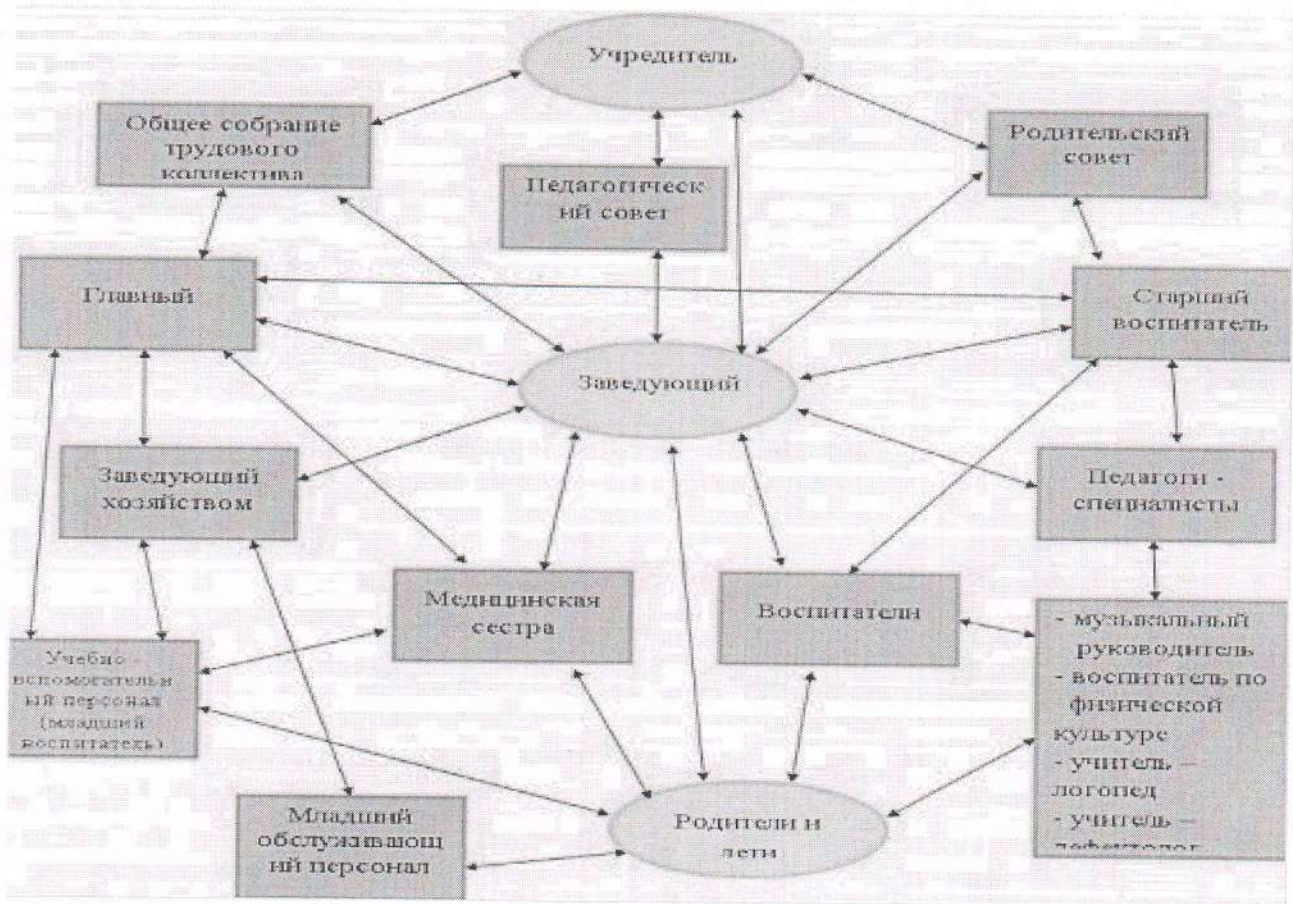 Учредитель
Общее собрание
трудового
коллектива
Родительский
совет
Педагогическ
ий совет
Главный
Старший
воспитатель
Заведующий
Заведующий
хозяйством
Педагоги -
специалисты
Медицинская
сестра
Воспитатели
Учебно -
вспомогательн
ый персонал
(младший
воспитатель)
- музыкальный
руководитель
- воспитатель по
физической
культуре
- учитель –
логопед
- учитель –
дефектолог
Младший
обслуживающ
ий персонал
Родители и
дети